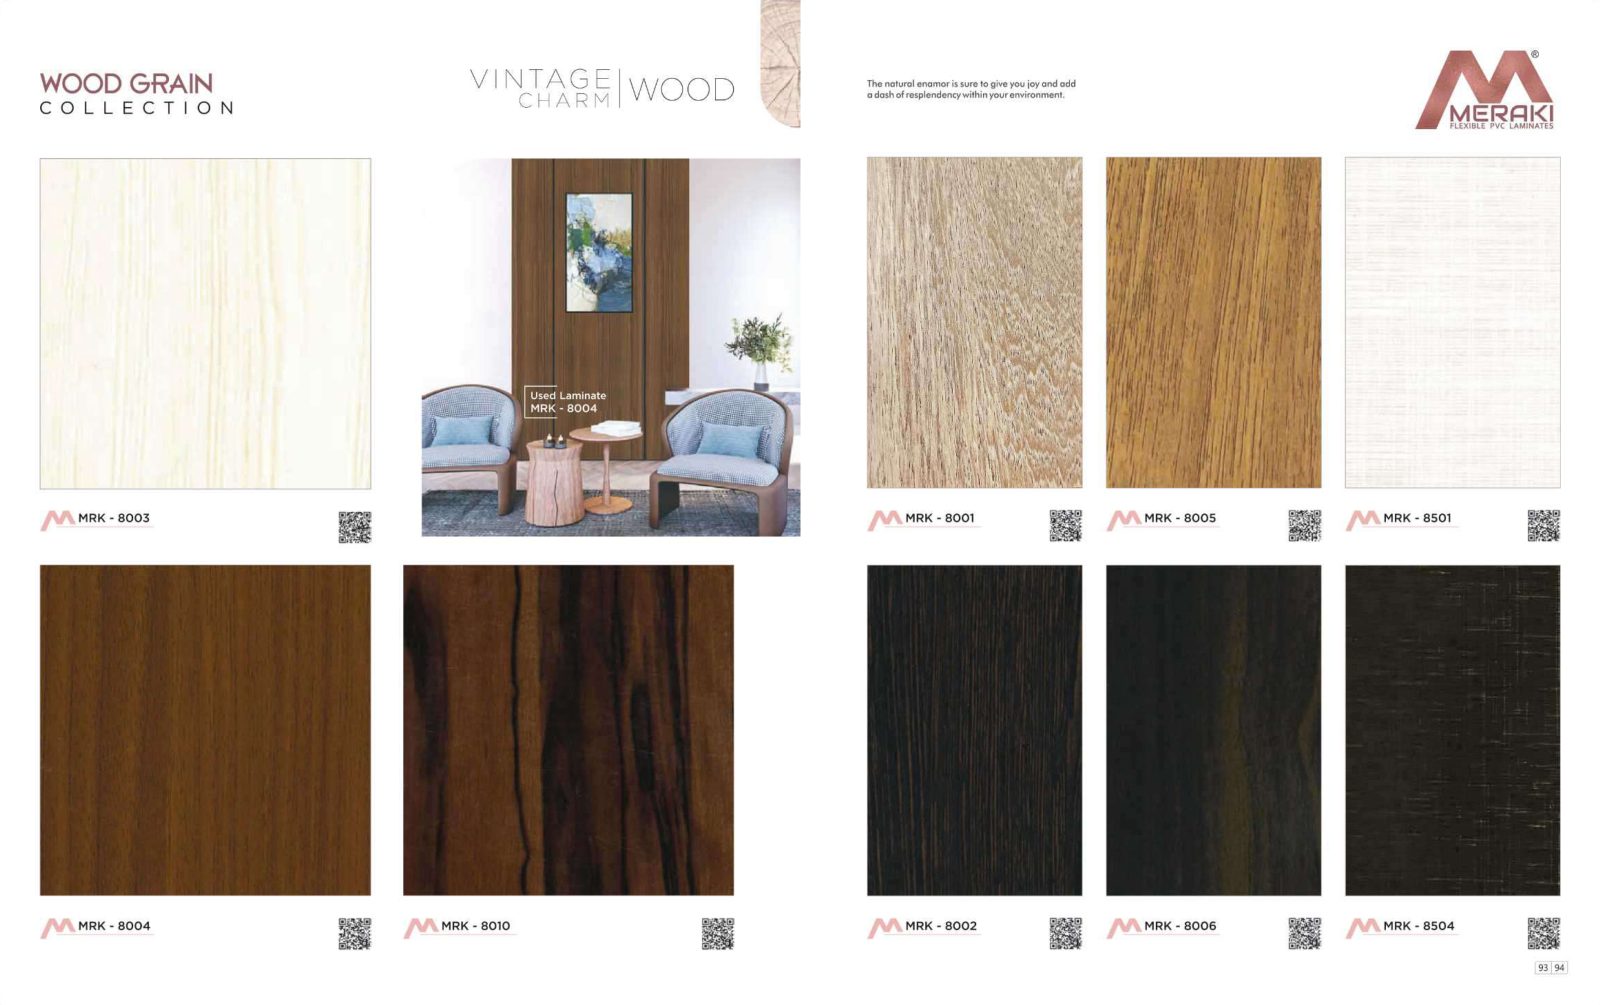 WOOD GRAIN
COLLECTION
VINTAGE
CHARM
WOOD
The natural enamor is sure to give you joy and add
a dash of resplendency within your environment.
®
MERAKI
FLEXIBLE PVC LAMINATES
Used Laminate
MRK - 8004
MRK - 8003
MRK - 8001
MRK - 8005
MRK - 8501
MRK - 8004
MRK - 8010
MRK - 8002
MRK - 8006
MRK - 8504
93 94